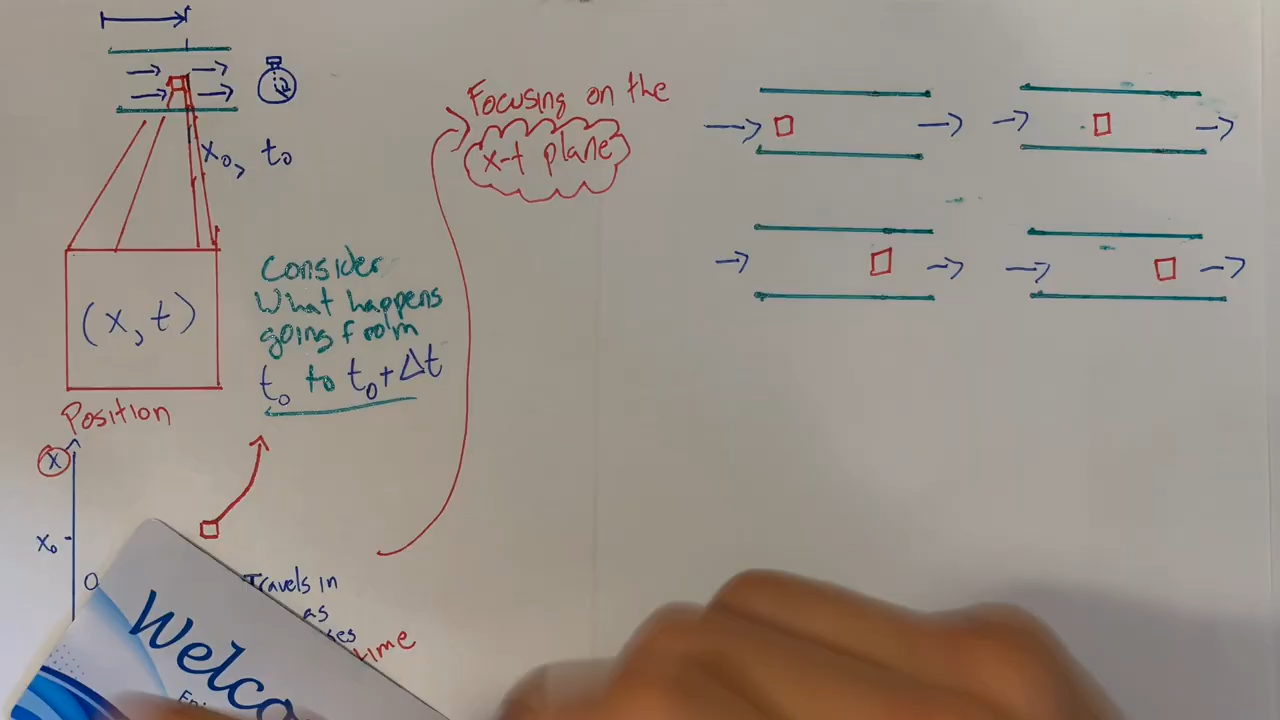 x₀, t₀
(x, t)
Position
x
x₀
0
Consider
What happens
going from
t₀ to t₀+Δt
Focusing on the
x-t plane
Travels in
as